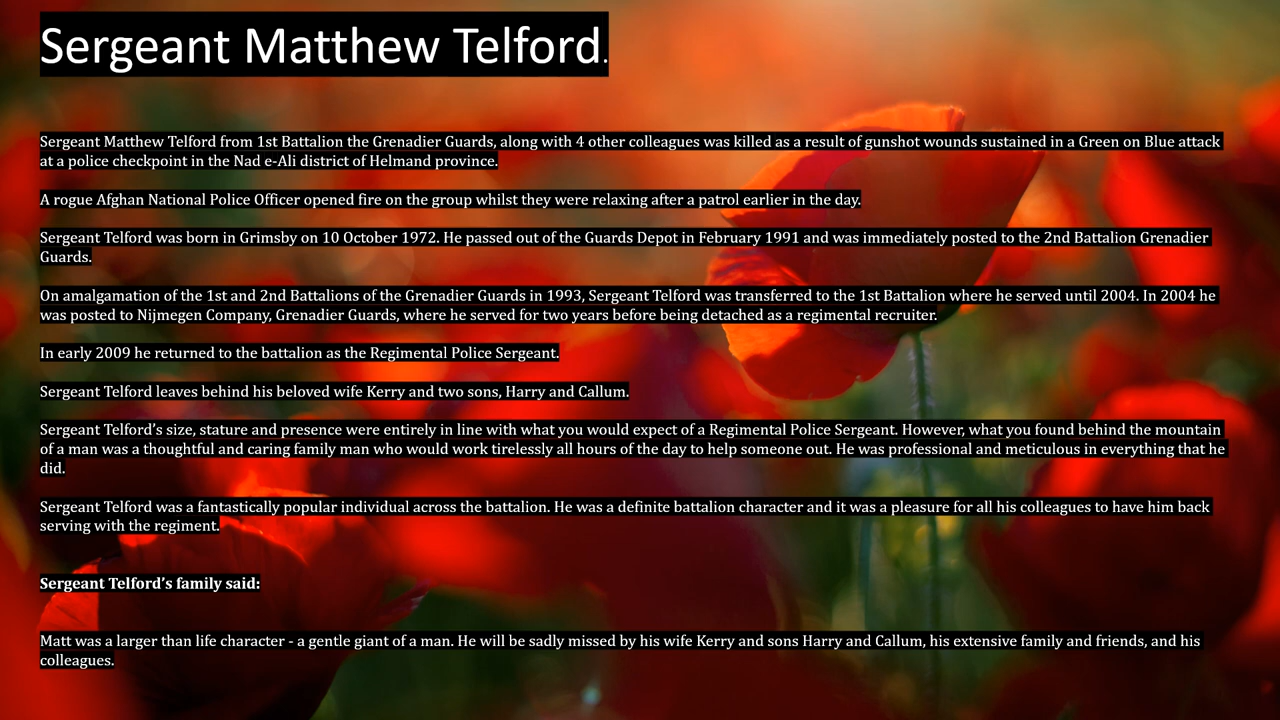 Sergeant Matthew Telford.
Sergeant Matthew Telford from 1st Battalion the Grenadier Guards, along with 4 other colleagues was killed as a result of gunshot wounds sustained in a Green on Blue attack
at a police checkpoint in the Nad e-Ali district of Helmand province.
A rogue Afghan National Police Officer opened fire on the group whilst they were relaxing after a patrol earlier in the day.
Sergeant Telford was born in Grimsby on 10 October 1972. He passed out of the Guards Depot in February 1991 and was immediately posted to the 2nd Battalion Grenadier
Guards.
On amalgamation of the 1st and 2nd Battalions of the Grenadier Guards in 1993, Sergeant Telford was transferred to the 1st Battalion where he served until 2004. In 2004 he
was posted to Nijmegen Company, Grenadier Guards, where he served for two years before being detached as a regimental recruiter.
In early 2009 he returned to the battalion as the Regimental Police Sergeant.
Sergeant Telford leaves behind his beloved wife Kerry and two sons, Harry and Callum.
Sergeant Telford’s size, stature and presence were entirely in line with what you would expect of a Regimental Police Sergeant. However, what you found behind the mountain
of a man was a thoughtful and caring family man who would work tirelessly all hours of the day to help someone out. He was professional and meticulous in everything that he
did.
Sergeant Telford was a fantastically popular individual across the battalion. He was a definite battalion character and it was a pleasure for all his colleagues to have him back
serving with the regiment.
Sergeant Telford’s family said:
Matt was a larger than life character - a gentle giant of a man. He will be sadly missed by his wife Kerry and sons Harry and Callum, his extensive family and friends, and his
colleagues.